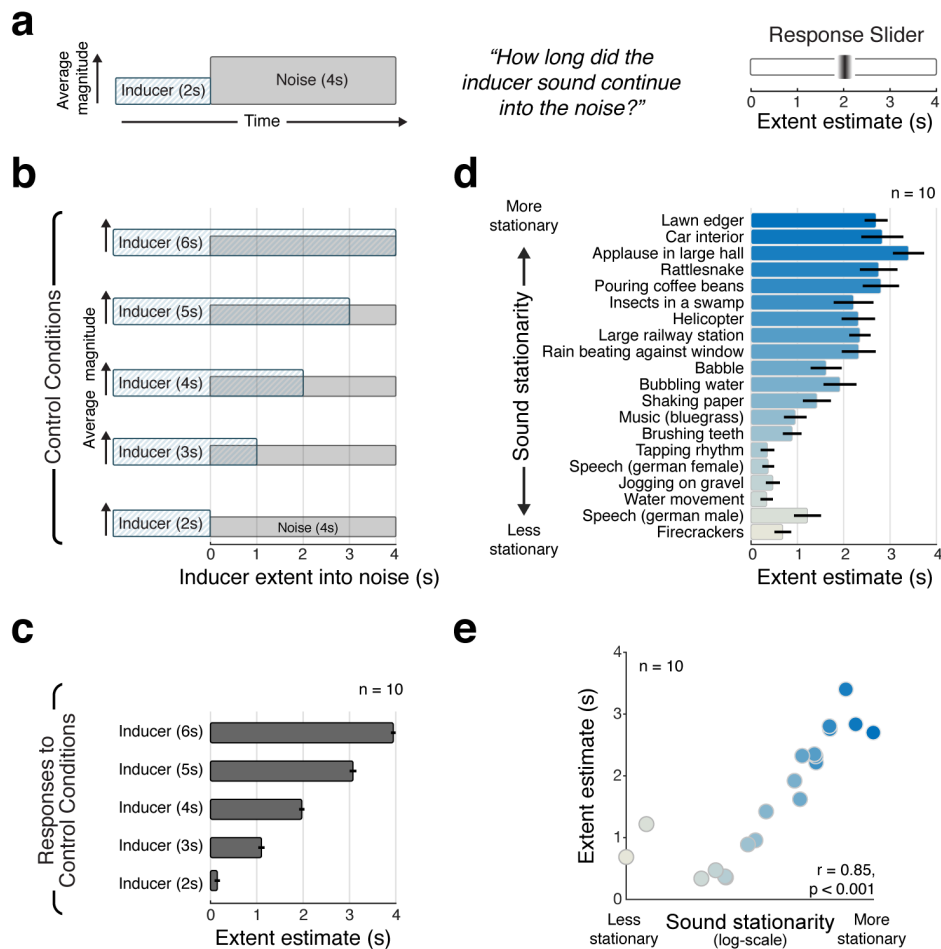 a
Average
magnitude
Inducer (2s)
Noise (4s)
Time
“How long did the
inducer sound continue
into the noise?”
Response Slider
0 1 2 3 4
Extent estimate (s)
b
Control Conditions
Average magnitude
Inducer (6s)
Inducer (5s)
Inducer (4s)
Inducer (3s)
Inducer (2s)
Noise (4s)
0 1 2 3 4
Inducer extent into noise (s)
c
Responses to
Control Conditions
n = 10
Inducer (6s)
Inducer (5s)
Inducer (4s)
Inducer (3s)
Inducer (2s)
0 1 2 3 4
Extent estimate (s)
d
n = 10
More
stationary
Sound stationarity
Less
stationary
Lawn edger
Car interior
Applause in large hall
Rattlesnake
Pouring coffee beans
Insects in a swamp
Helicopter
Large railway station
Rain beating against window
Babble
Bubbling water
Shaking paper
Music (bluegrass)
Brushing teeth
Tapping rhythm
Speech (german female)
Jogging on gravel
Water movement
Speech (german male)
Firecrackers
0 1 2 3 4
Extent estimate (s)
e
Extent estimate (s)
4
3
2
1
0
n = 10
r = 0.85,
p < 0.001
Less
stationary
Sound stationarity
(log-scale)
More
stationary